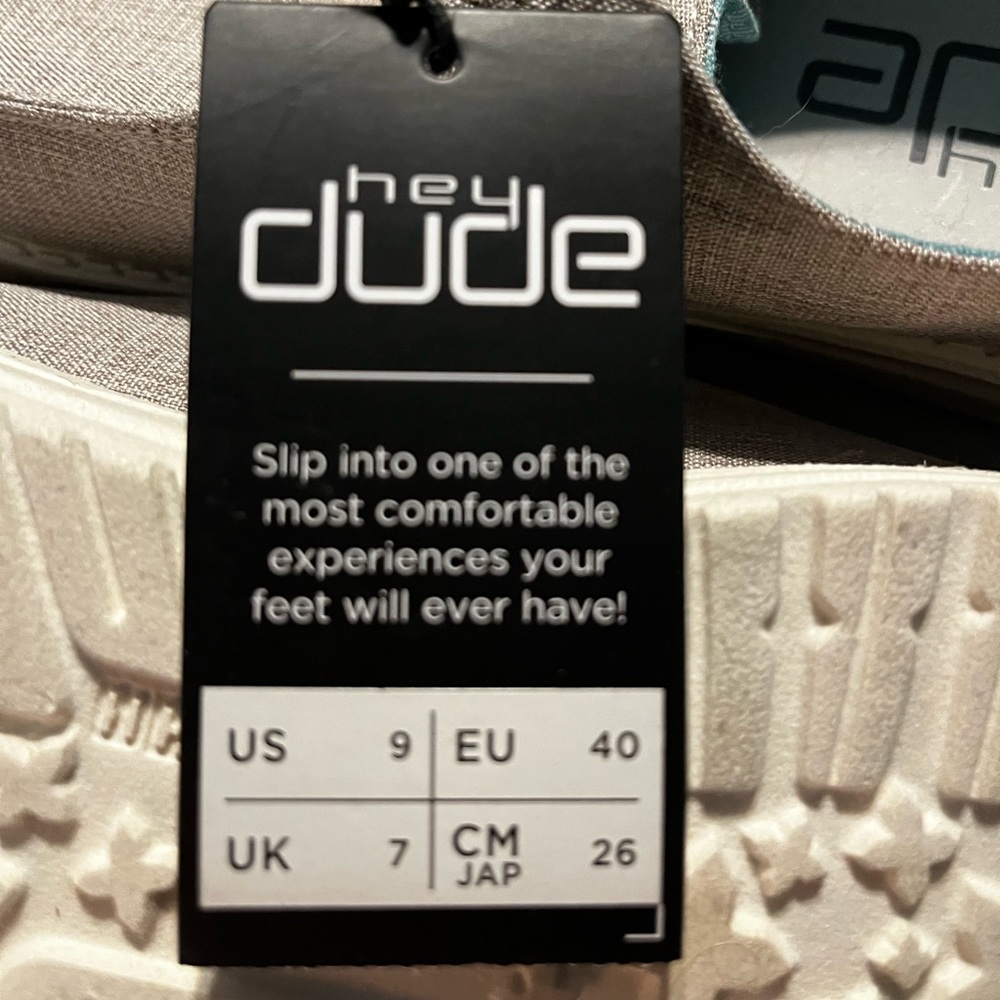 hey
dude
Slip into one of the
most comfortable
experiences your
feet will ever have!
US 9 EU 40
UK 7 CM JAP 26